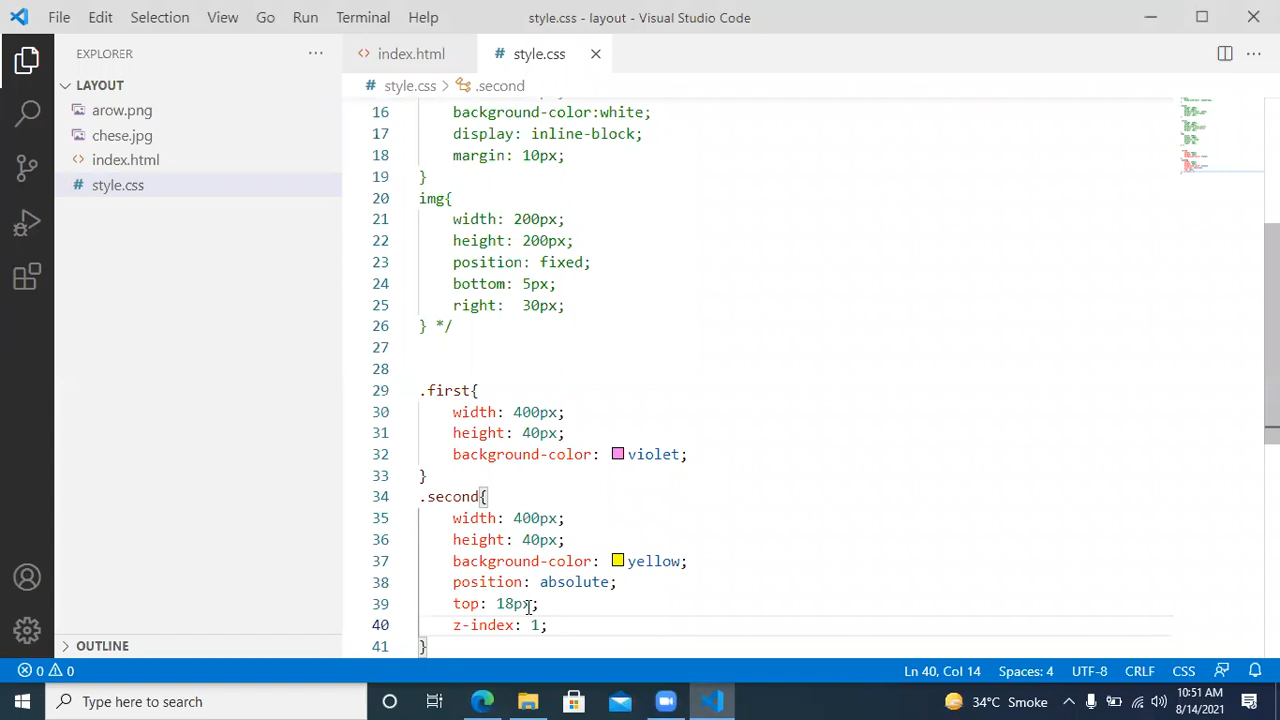 File Edit Selection View Go Run Terminal Help style.css - layout - Visual Studio Code
EXPLORER
index.html
style.css
LAYOUT
style.css .second
arow.png
chese.jpg
index.html
style.css
16 background-color:white;
17 display: inline-block;
18 margin: 10px;
19 }
20 img{
21 width: 200px;
22 height: 200px;
23 position: fixed;
24 bottom: 5px;
25 right: 30px;
26 } */
27
28
29 .first{
30 width: 400px;
31 height: 40px;
32 background-color: violet;
33 }
34 .second{
35 width: 400px;
36 height: 40px;
37 background-color: yellow;
38 position: absolute;
39 top: 18px;
40 z-index: 1;
41 }
OUTLINE
0 0 Ln 40, Col 14 Spaces: 4 UTF-8 CRLF CSS
Type here to search
34°C Smoke
10:51 AM
8/14/2021